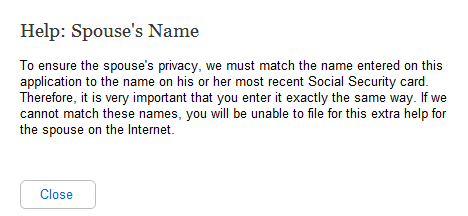 Help: Spouse's Name
To ensure the spouse's privacy, we must match the name entered on this
application to the name on his or her most recent Social Security card.
Therefore, it is very important that you enter it exactly the same way. If we
cannot match these names, you will be unable to file for this extra help for
the spouse on the Internet.
Close